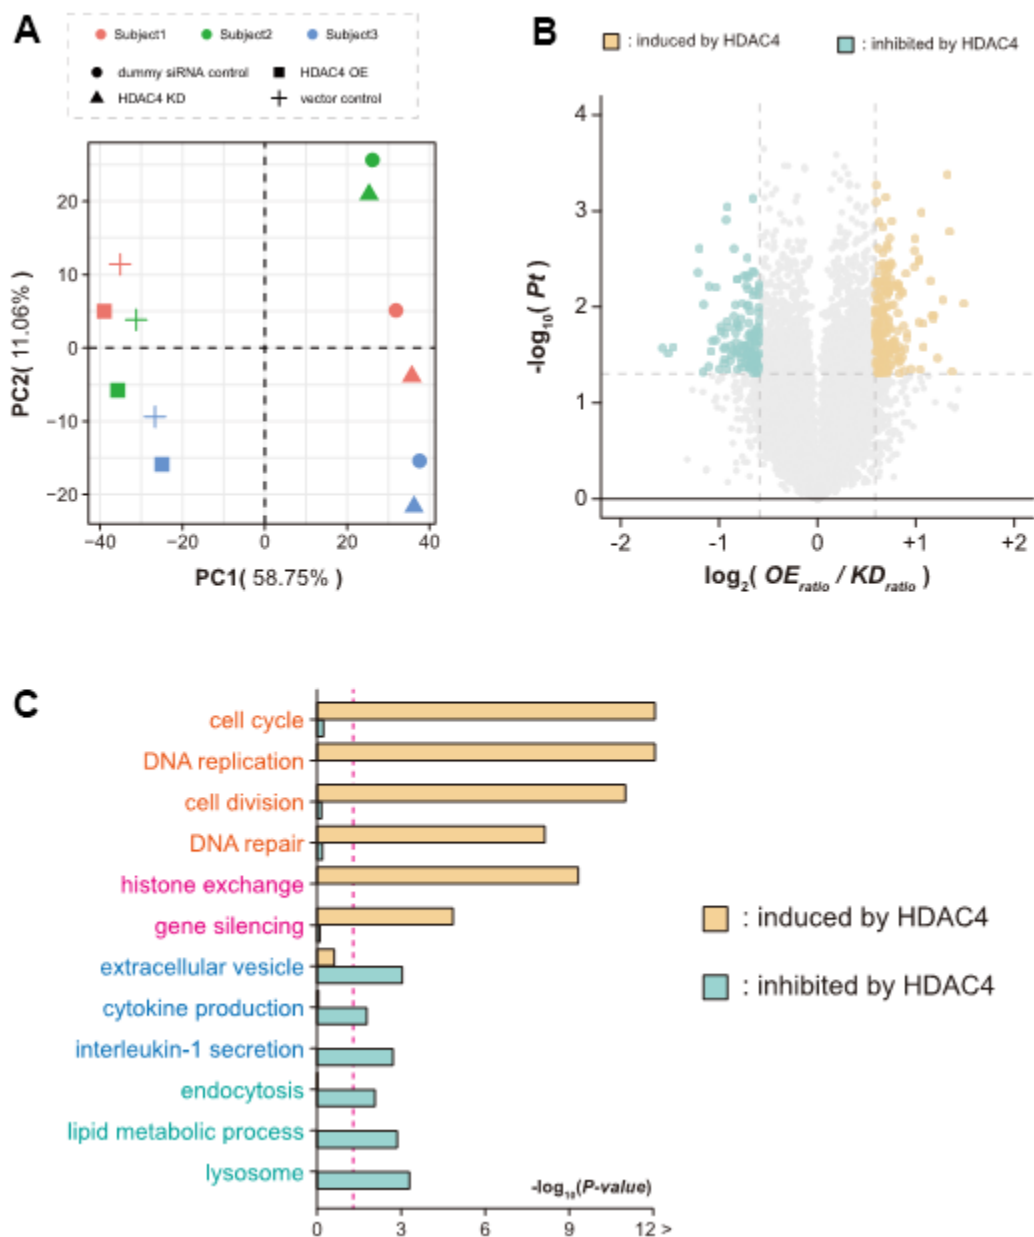 A
Subject1 Subject2 Subject3
dummy siRNA control HDAC4 OE
HDAC4 KD vector control
20
10
0
−10
−20
−40 −20 0 20 40
PC2( 11.06% )
PC1( 58.75% )
B
: induced by HDAC4 : inhibited by HDAC4
4
3
2
1
0
-2 -1 0 +1 +2
-log10( Pt )
log2( OEratio / KDratio )
C
cell cycle
DNA replication
cell division
DNA repair
histone exchange
gene silencing
extracellular vesicle
cytokine production
interleukin-1 secretion
endocytosis
lipid metabolic process
lysosome
-log10(P-value)
0 3 6 9 12 >
: induced by HDAC4
: inhibited by HDAC4